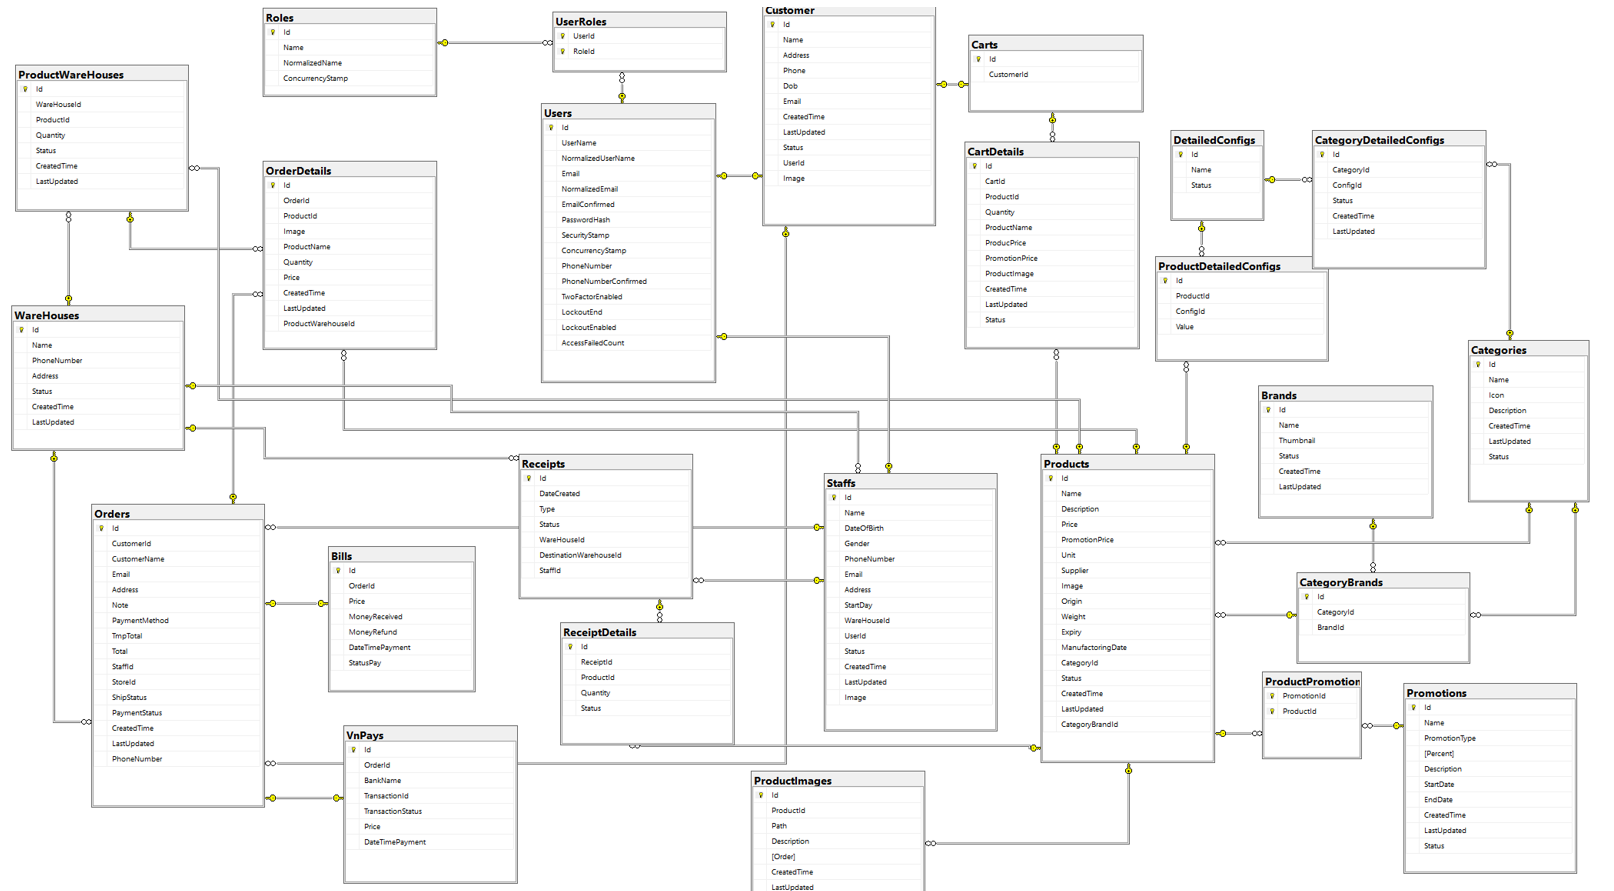 Roles
Id
Name
NormalizedName
ConcurrencyStamp
UserRoles
UserId
RoleId
Customer
Id
Name
Address
Phone
Dob
Email
CreatedTime
LastUpdated
Status
UserId
Image
Carts
Id
CustomerId
ProductWareHouses
Id
WareHouseId
ProductId
Quantity
Status
CreatedTime
LastUpdated
Users
Id
UserName
NormalizedUserName
Email
NormalizedEmail
EmailConfirmed
PasswordHash
SecurityStamp
ConcurrencyStamp
PhoneNumber
PhoneNumberConfirmed
TwoFactorEnabled
LockoutEnd
LockoutEnabled
AccessFailedCount
DetailedConfigs
Id
Name
Status
CategoryDetailedConfigs
Id
CategoryId
ConfigId
Status
CreatedTime
LastUpdated
CartDetails
Id
CartId
ProductId
Quantity
ProductName
ProducPrice
PromotionPrice
ProductImage
CreatedTime
LastUpdated
Status
OrderDetails
Id
OrderId
ProductId
Image
ProductName
Quantity
Price
CreatedTime
LastUpdated
ProductWarehouseId
ProductDetailedConfigs
Id
ProductId
ConfigId
Value
WareHouses
Id
Name
PhoneNumber
Address
Status
CreatedTime
LastUpdated
Categories
Id
Name
Icon
Description
CreatedTime
LastUpdated
Status
Brands
Id
Name
Thumbnail
Status
CreatedTime
LastUpdated
Receipts
Id
DateCreated
Type
Status
WareHouseId
DestinationWarehouseId
StaffId
Products
Id
Name
Description
Price
PromotionPrice
Unit
Supplier
Image
Origin
Weight
Expiry
ManufactoringDate
CategoryId
Status
CreatedTime
LastUpdated
CategoryBrandId
Staffs
Id
Name
DateOfBirth
Gender
PhoneNumber
Email
Address
StartDay
WareHouseId
UserId
Status
CreatedTime
LastUpdated
Image
Orders
Id
CustomerId
CustomerName
Email
Address
Note
PaymentMethod
TmpTotal
Total
StaffId
StoreId
ShipStatus
PaymentStatus
CreatedTime
LastUpdated
PhoneNumber
Bills
Id
OrderId
Price
MoneyReceived
MoneyRefund
DateTimePayment
StatusPay
CategoryBrands
Id
CategoryId
BrandId
ReceiptDetails
Id
ReceiptId
ProductId
Quantity
Status
ProductPromotion
PromotionId
ProductId
Promotions
Id
Name
PromotionType
[Percent]
Description
StartDate
EndDate
CreatedTime
LastUpdated
Status
VnPays
Id
OrderId
BankName
TransactionId
TransactionStatus
Price
DateTimePayment
ProductImages
Id
ProductId
Path
Description
[Order]
CreatedTime
LastUpdated